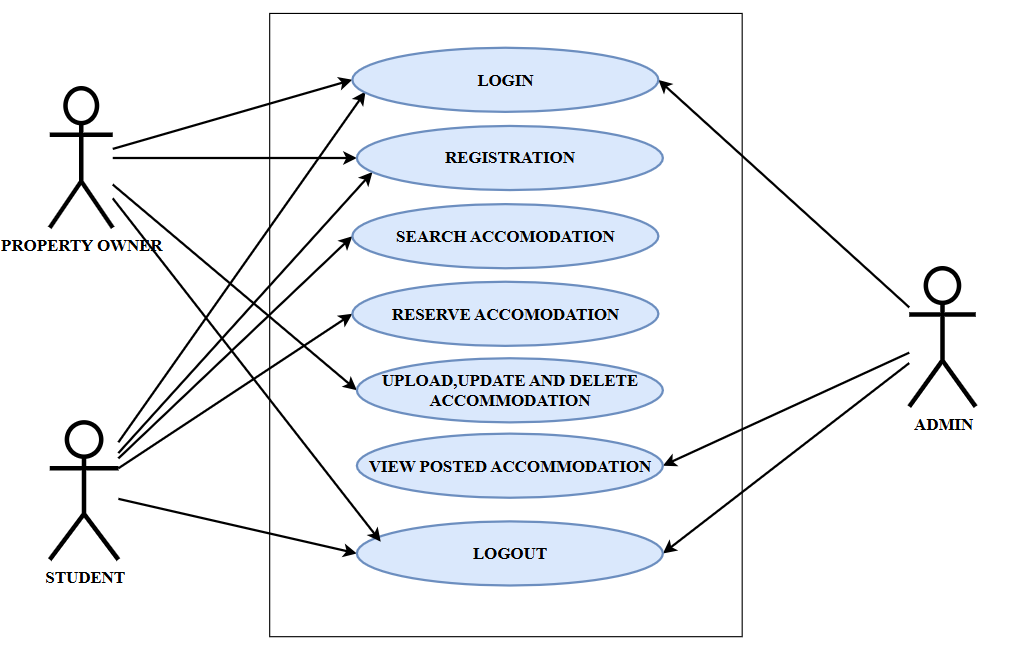 LOGIN
REGISTRATION
PROPERTY OWNER
SEARCH ACCOMODATION
RESERVE ACCOMODATION
UPLOAD,UPDATE AND DELETE
ACCOMMODATION
ADMIN
VIEW POSTED ACCOMMODATION
LOGOUT
STUDENT